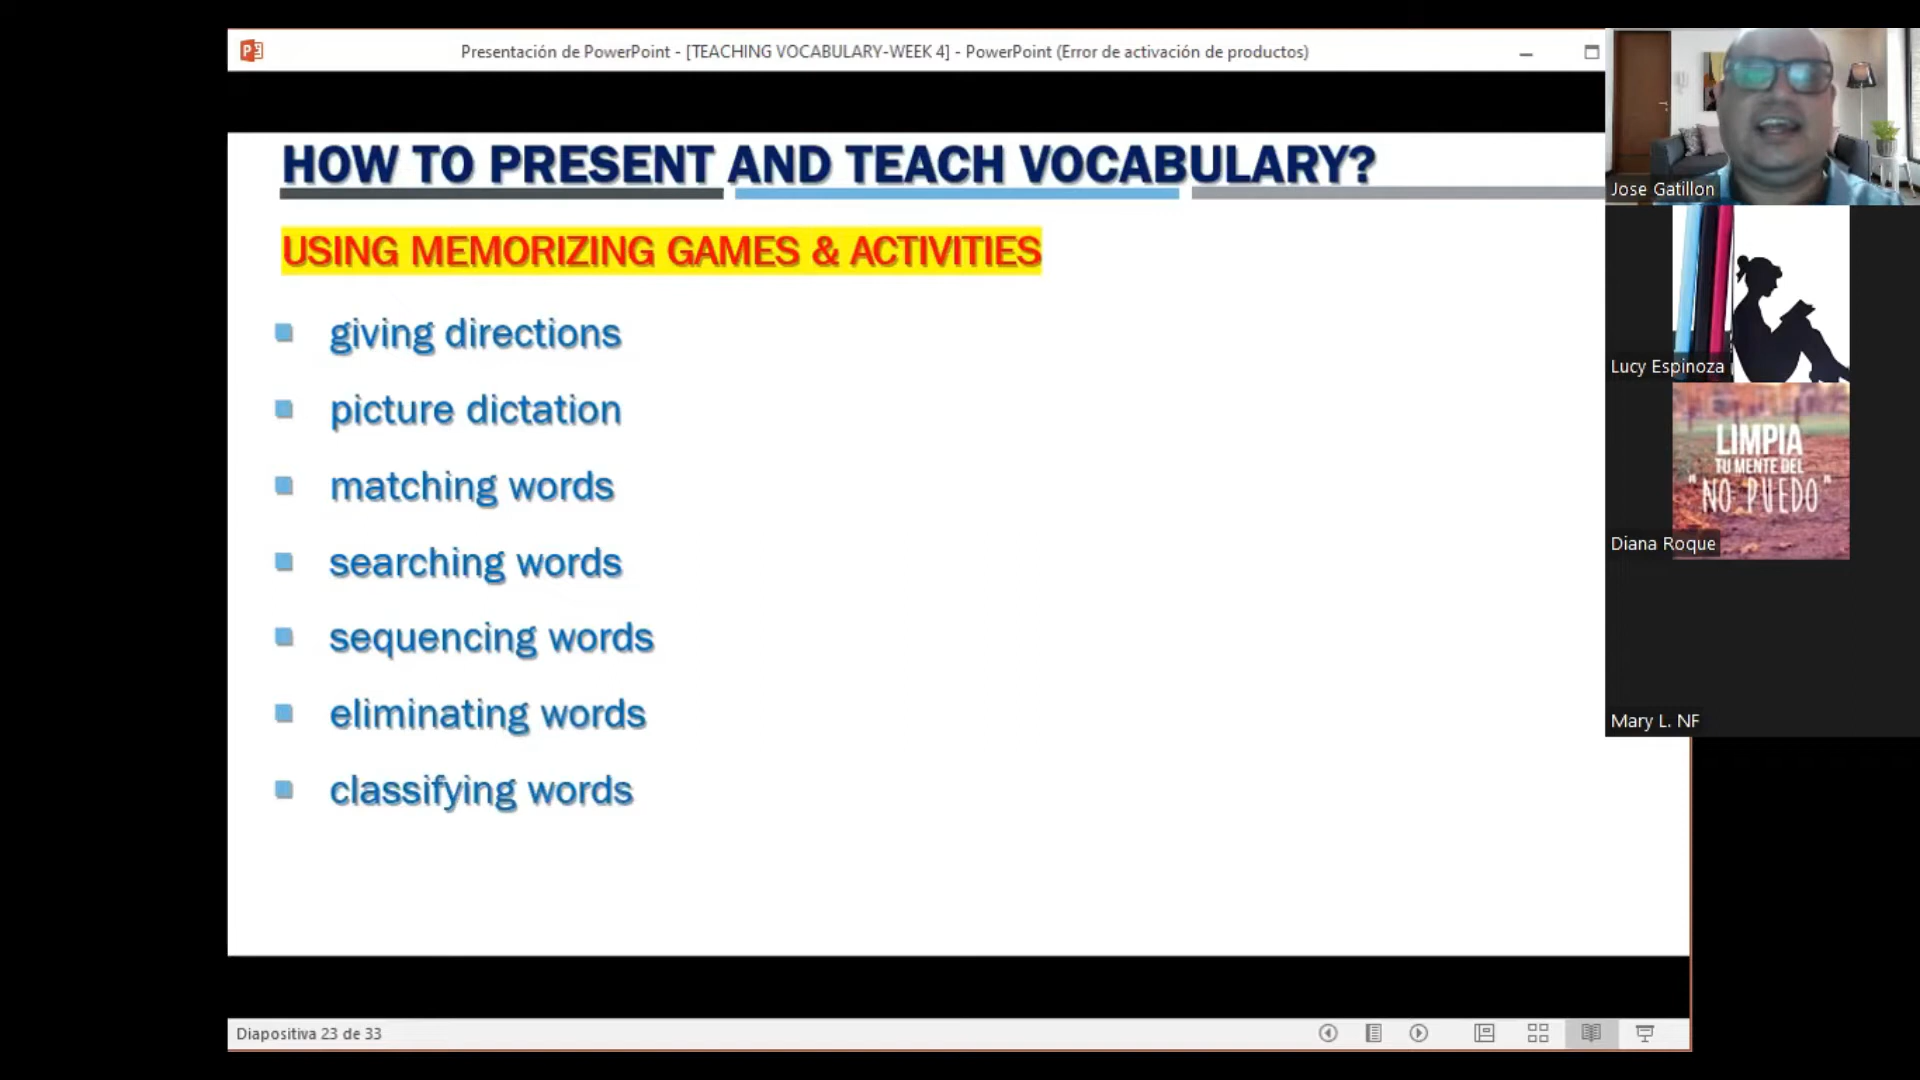 Presentación de PowerPoint - [TEACHING VOCABULARY-WEEK 4] - PowerPoint (Error de activación de productos)
HOW TO PRESENT AND TEACH VOCABULARY?
USING MEMORIZING GAMES & ACTIVITIES
giving directions
picture dictation
matching words
searching words
sequencing words
eliminating words
classifying words
Diapositiva 23 de 33
Jose Gatillon
Lucy Espinoza
LIMPIA
TU MENTE DEL
"NO PUEDO"
Diana Roque
Mary L. NF